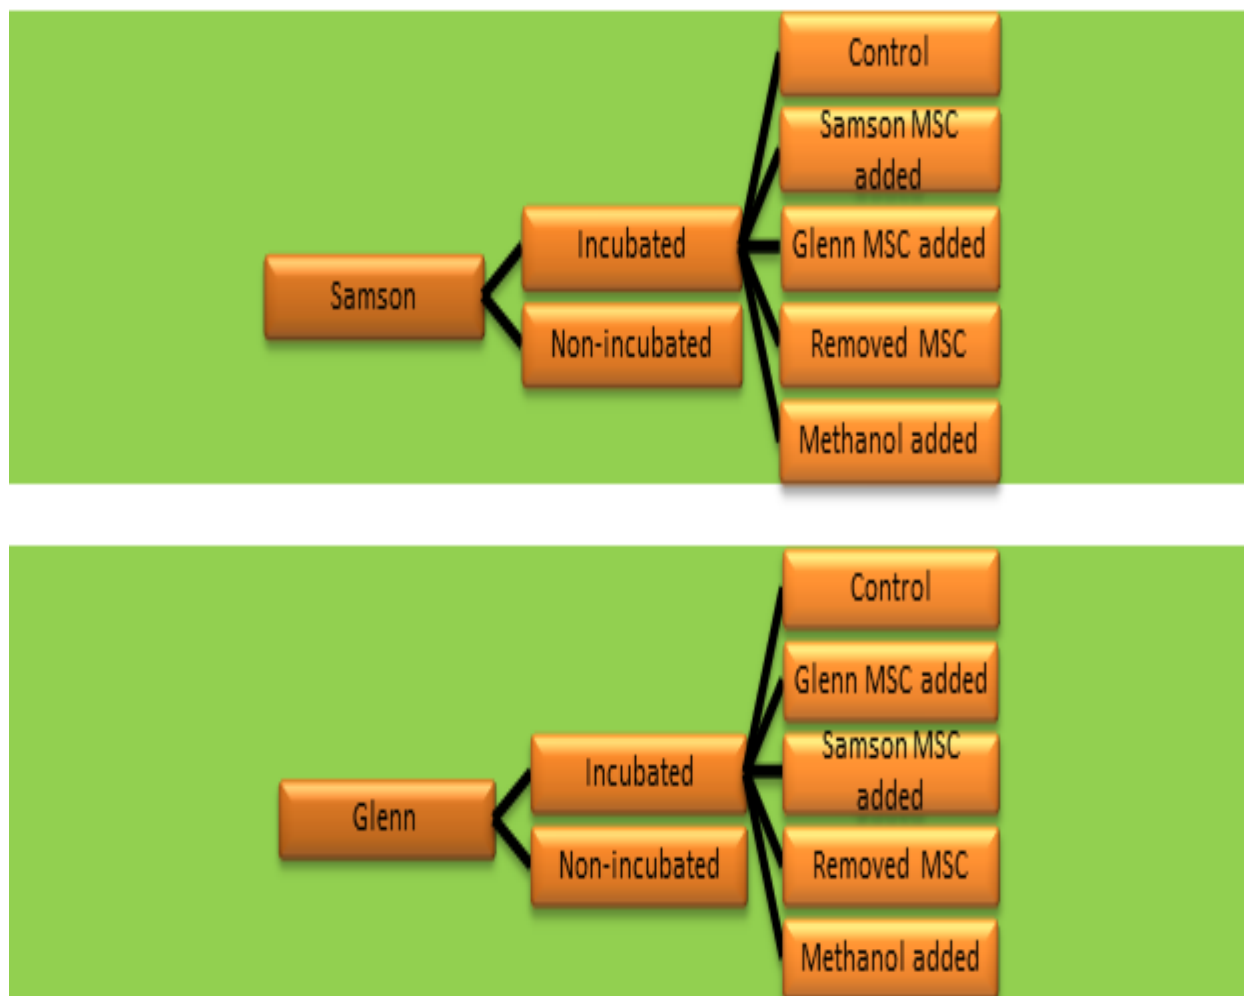 Samson
Incubated
Non-incubated
Control
Samson MSC
added
Glenn MSC added
Removed MSC
Methanol added
Glenn
Incubated
Non-incubated
Control
Glenn MSC added
Samson MSC
added
Removed MSC
Methanol added